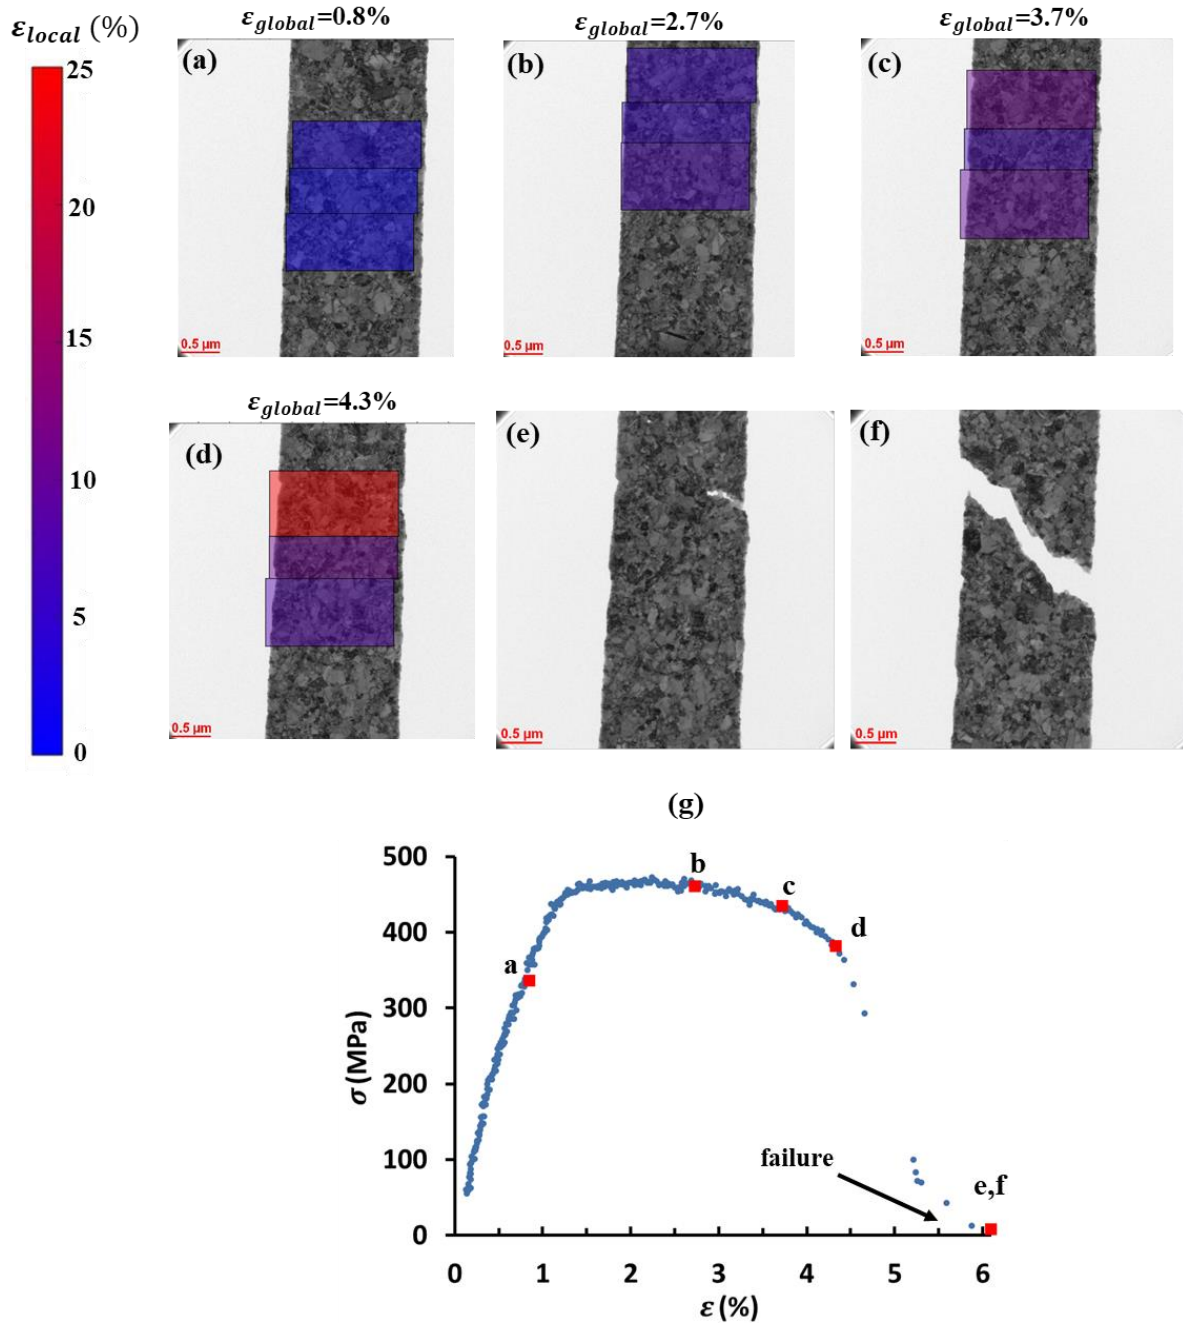 ε_local (%)
25
20
15
10
5
0
ε_global=0.8%
(a)
0.5 µm
ε_global=2.7%
(b)
0.5 µm
ε_global=3.7%
(c)
0.5 µm
ε_global=4.3%
(d)
0.5 µm
(e)
0.5 µm
(f)
0.5 µm
(g)
500
400
300
200
100
0
σ (MPa)
a
b
c
d
failure
e,f
0 1 2 3 4 5 6
ε (%)